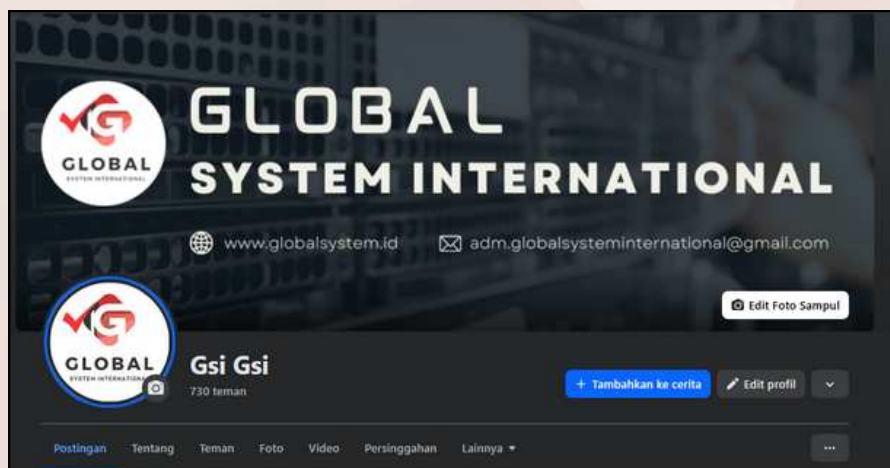 GLOBAL
SYSTEM INTERNATIONAL
GLOBAL
SYSTEM INTERNATIONAL
www.globalsystem.id
adm.globalsysteminternational@gmail.com
Edit Foto Sampul
GLOBAL
SYSTEM INTERNATIONAL
Gsi Gsi
730 teman
+ Tambahkan ke cerita
Edit profil
Postingan Tentang Teman Foto Video Persinggahan Lainnya